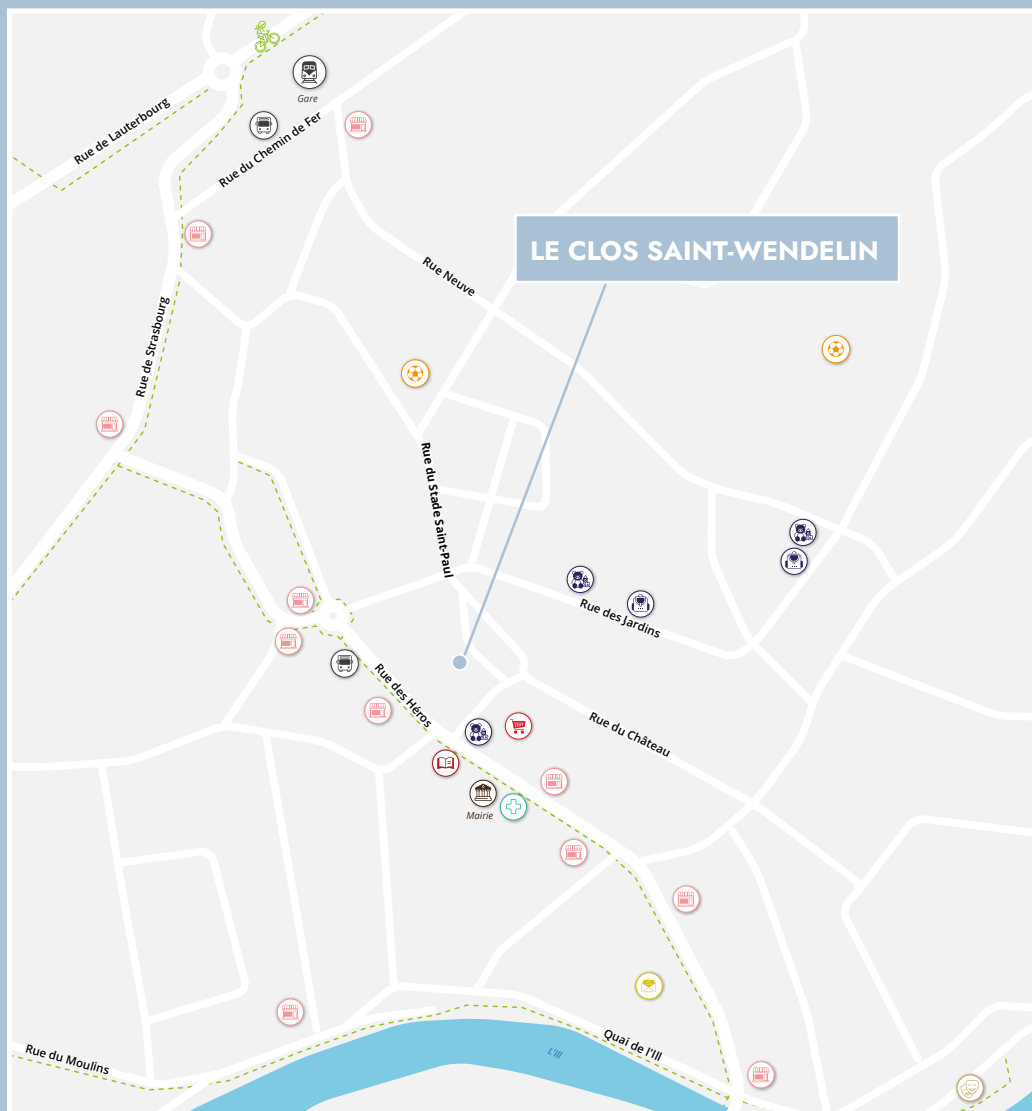 Gare
Rue de Lauterbourg
Rue du Chemin de Fer
LE CLOS SAINT-WENDELIN
Rue Neuve
Rue de Strasbourg
Rue du Stade Saint-Paul
Rue des Jardins
Rue des Héros
Rue du Château
Mairie
Quai de l'Ill
L'Ill
Rue du Moulins